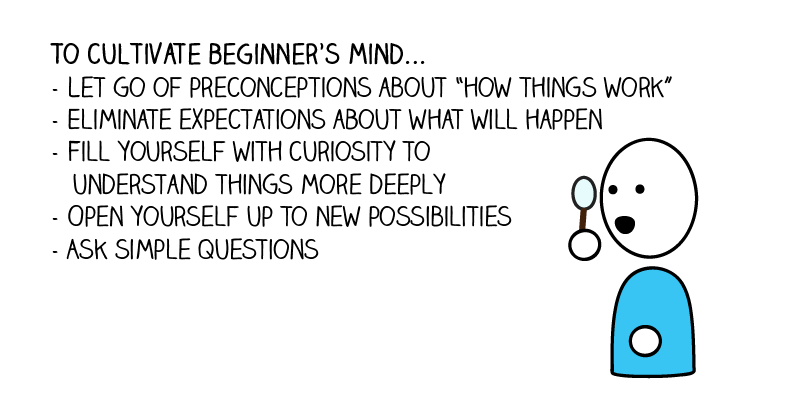 TO CULTIVATE BEGINNER'S MIND...
- LET GO OF PRECONCEPTIONS ABOUT "HOW THINGS WORK"
- ELIMINATE EXPECTATIONS ABOUT WHAT WILL HAPPEN
- FILL YOURSELF WITH CURIOSITY TO
UNDERSTAND THINGS MORE DEEPLY
- OPEN YOURSELF UP TO NEW POSSIBILITIES
- ASK SIMPLE QUESTIONS